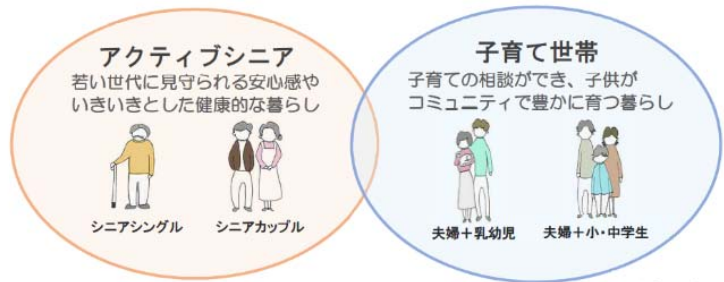 アクティブシニア
若い世代に見守られる安心感や
いきいきとした健康的な暮らし
シニアシングル
シニアカップル
子育て世帯
子育ての相談ができ、子供が
コミュニティで豊かに育つ暮らし
夫婦＋乳幼児
夫婦＋小・中学生